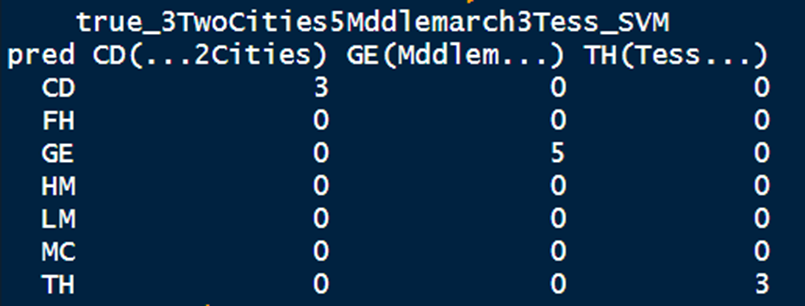 true_3TwoCities5Mddlemarch3Tess_SVM
pred CD(...2Cities) GE(Mddlem...) TH(Tess...)
CD 3 0 0
FH 0 0 0
GE 0 5 0
HM 0 0 0
LM 0 0 0
MC 0 0 0
TH 0 0 3